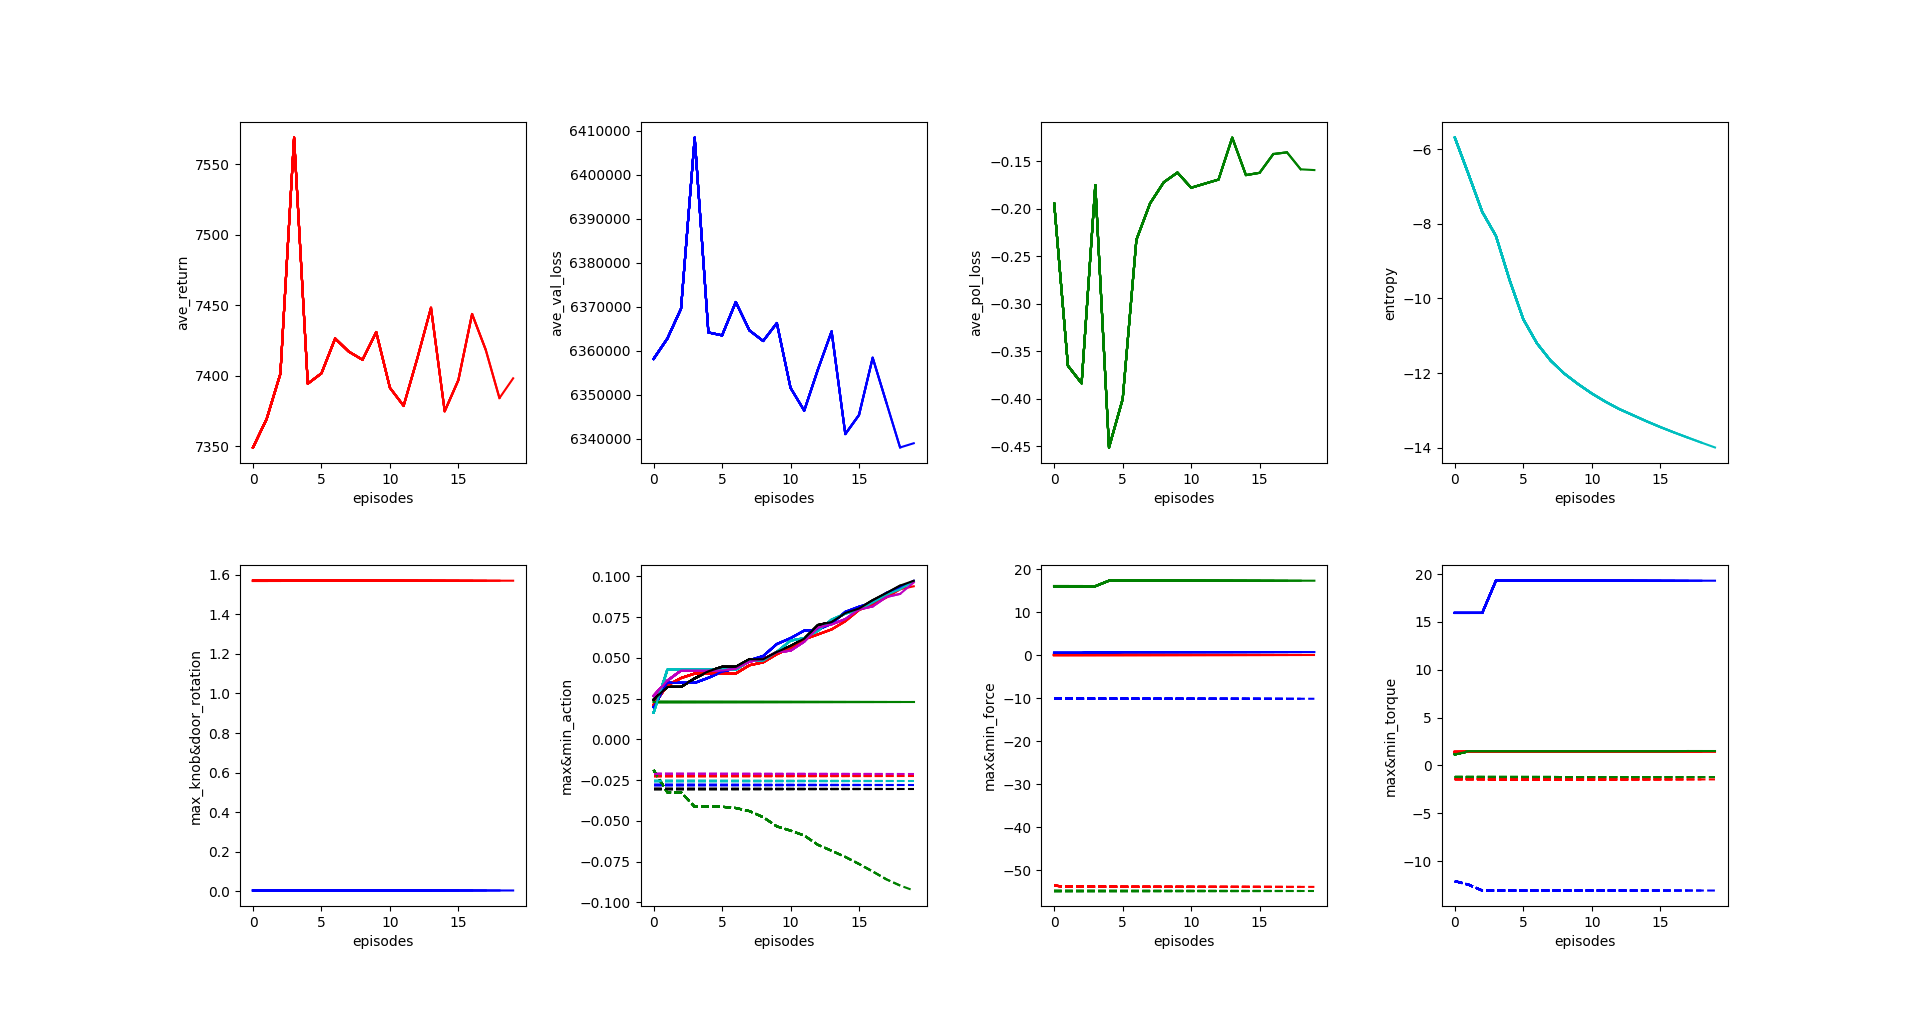 ave_return
7550
7500
7450
7400
7350
0 5 10 15
episodes
ave_val_loss
6410000
6400000
6390000
6380000
6370000
6360000
6350000
6340000
0 5 10 15
episodes
ave_pol_loss
−0.15
−0.20
−0.25
−0.30
−0.35
−0.40
−0.45
0 5 10 15
episodes
entropy
−6
−8
−10
−12
−14
0 5 10 15
episodes
max_knob&door_rotation
1.6
1.4
1.2
1.0
0.8
0.6
0.4
0.2
0.0
0 5 10 15
episodes
max&min_action
0.100
0.075
0.050
0.025
0.000
−0.025
−0.050
−0.075
−0.100
0 5 10 15
episodes
max&min_force
20
10
0
−10
−20
−30
−40
−50
0 5 10 15
episodes
max&min_torque
20
15
10
5
0
−5
−10
0 5 10 15
episodes